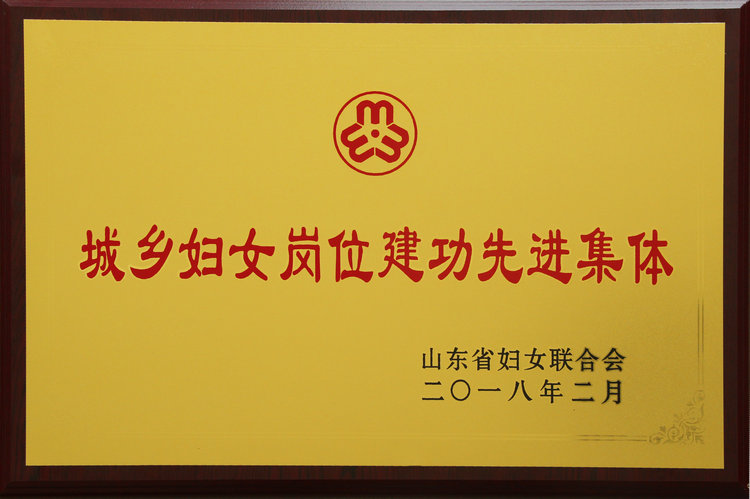 城乡妇女岗位建功先进集体
山东省妇女联合会
二〇一八年二月